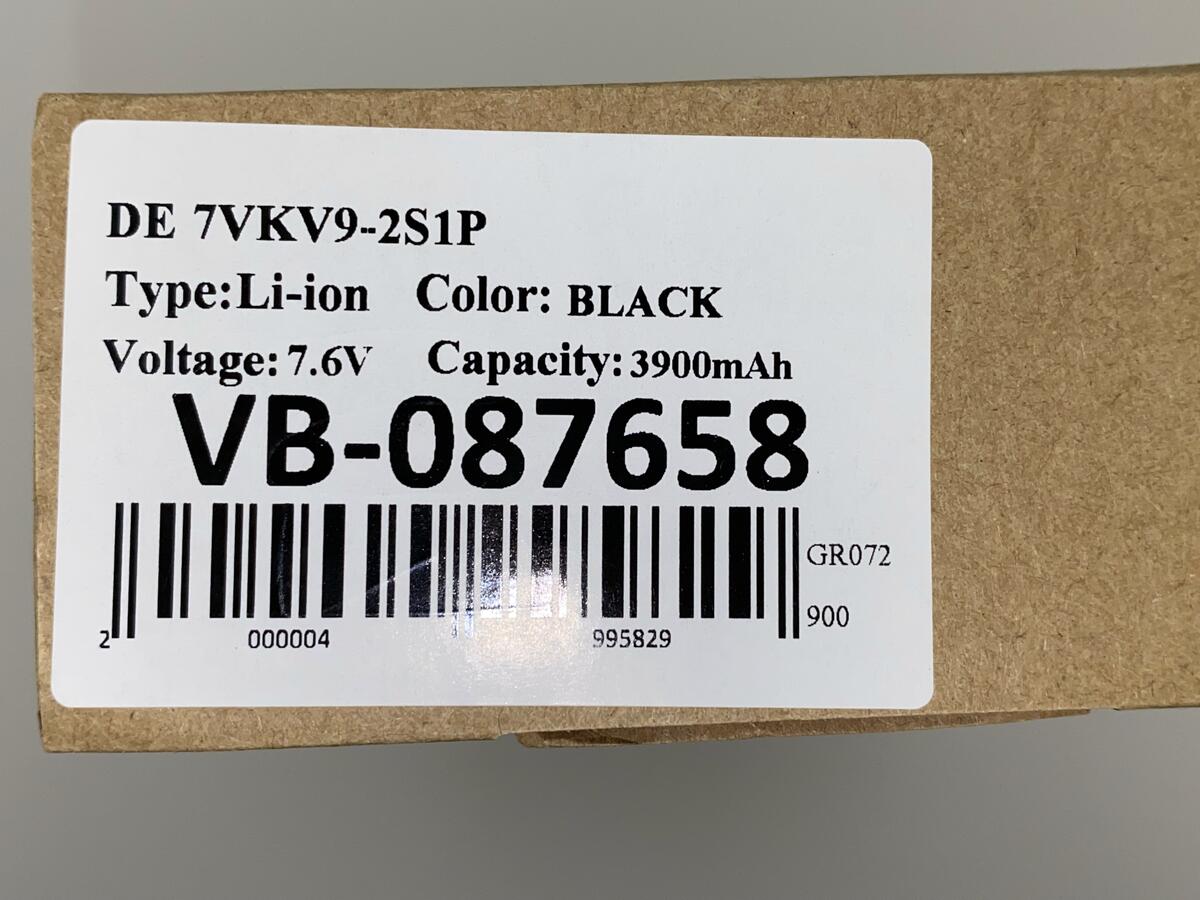 DE 7VKV9-2S1P
Type:Li-ion Color: BLACK
Voltage: 7.6V Capacity: 3900mAh
VB-087658
GR072
900
2 000004 995829